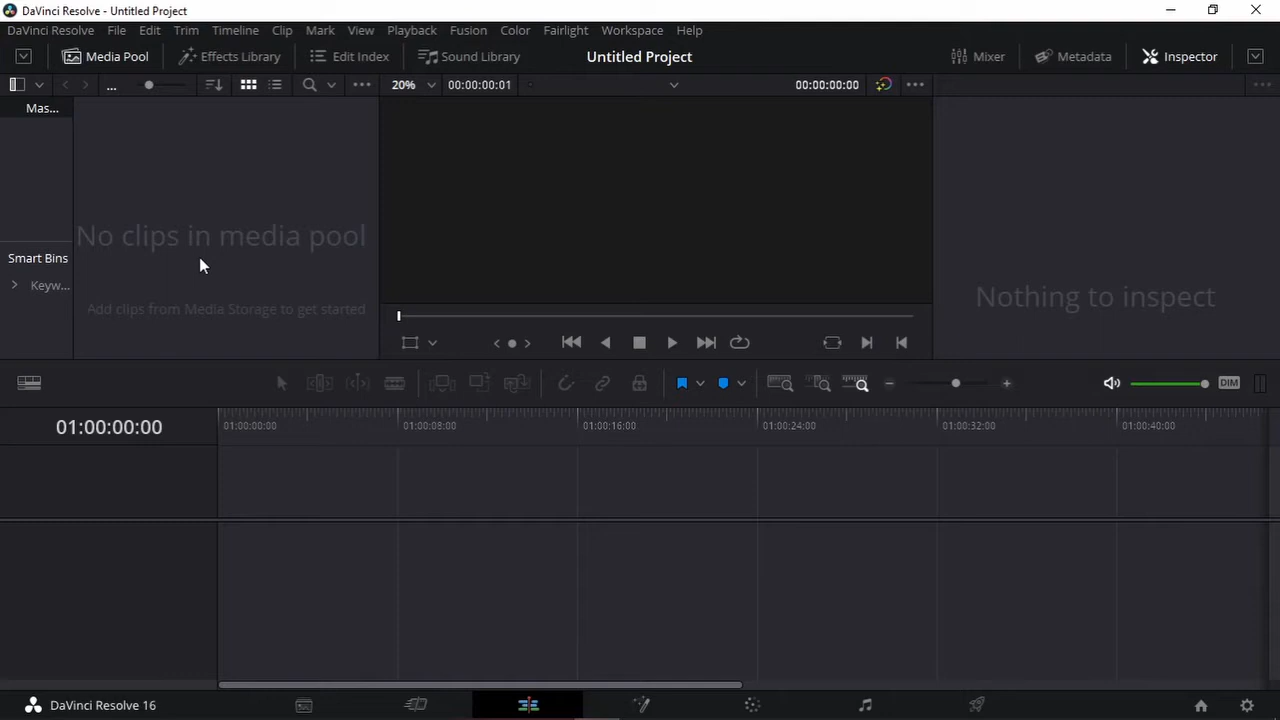 DaVinci Resolve - Untitled Project
DaVinci Resolve File Edit Trim Timeline Clip Mark View Playback Fusion Color Fairlight Workspace Help
Media Pool Effects Library Edit Index Sound Library Untitled Project Mixer Metadata Inspector
... 20% 00:00:00:01 00:00:00:00
Mas...
No clips in media pool
Smart Bins
Keyw...
Nothing to inspect
Add clips from Media Storage to get started
DIM
01:00:00:00 01:00:00:00 01:00:08:00 01:00:16:00 01:00:24:00 01:00:32:00 01:00:40:00
DaVinci Resolve 16